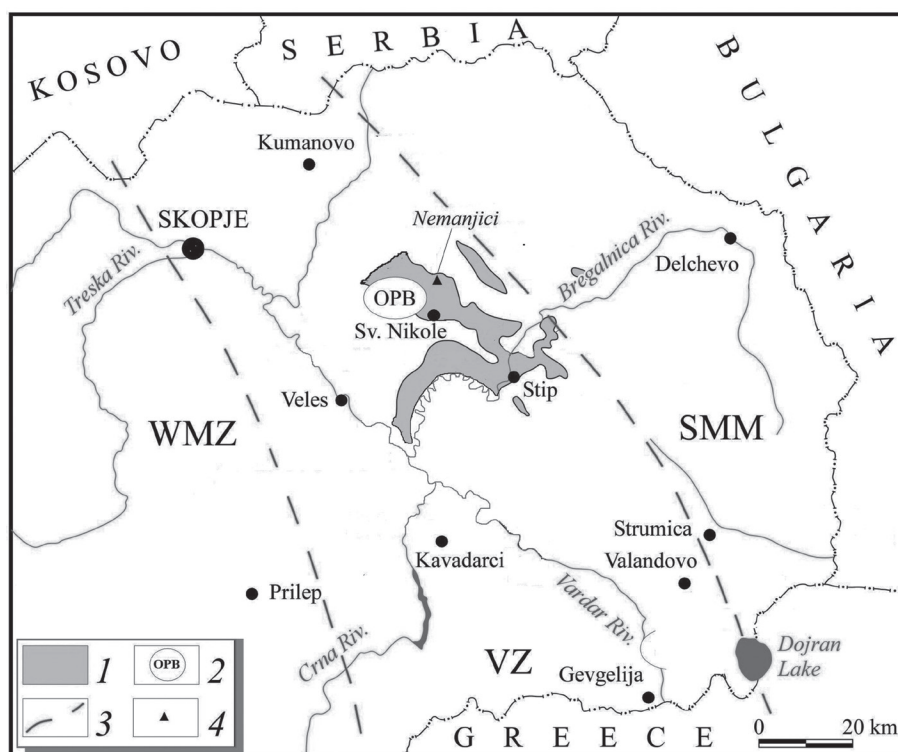 KOSOVO
SERBIA
BULGARIA
Kumanovo
SKOPJE
Treska Riv.
Nemanjici
OPB
Sv. Nikole
Bregalnica Riv.
Delchevo
Veles
Stip
WMZ
SMM
Kavadarci
Strumica
Valandovo
Prilep
Crna Riv.
Vardar Riv.
VZ
Gevgelija
Dojran
Lake
GREECE
0 20 km
1
OPB 2
3
4